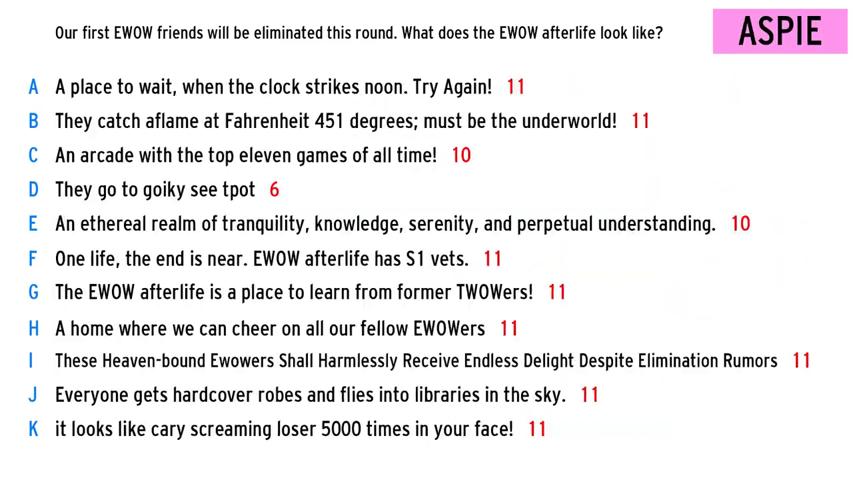 Our first EWOW friends will be eliminated this round. What does the EWOW afterlife look like?
ASPIE
A A place to wait, when the clock strikes noon. Try Again! 11
B They catch aflame at Fahrenheit 451 degrees; must be the underworld! 11
C An arcade with the top eleven games of all time! 10
D They go to goiky see tpot 6
E An ethereal realm of tranquility, knowledge, serenity, and perpetual understanding. 10
F One life, the end is near. EWOW afterlife has S1 vets. 11
G The EWOW afterlife is a place to learn from former TWOWers! 11
H A home where we can cheer on all our fellow EWOWers 11
I These Heaven-bound Ewowers Shall Harmlessly Receive Endless Delight Despite Elimination Rumors 11
J Everyone gets hardcover robes and flies into libraries in the sky. 11
K it looks like cary screaming loser 5000 times in your face! 11